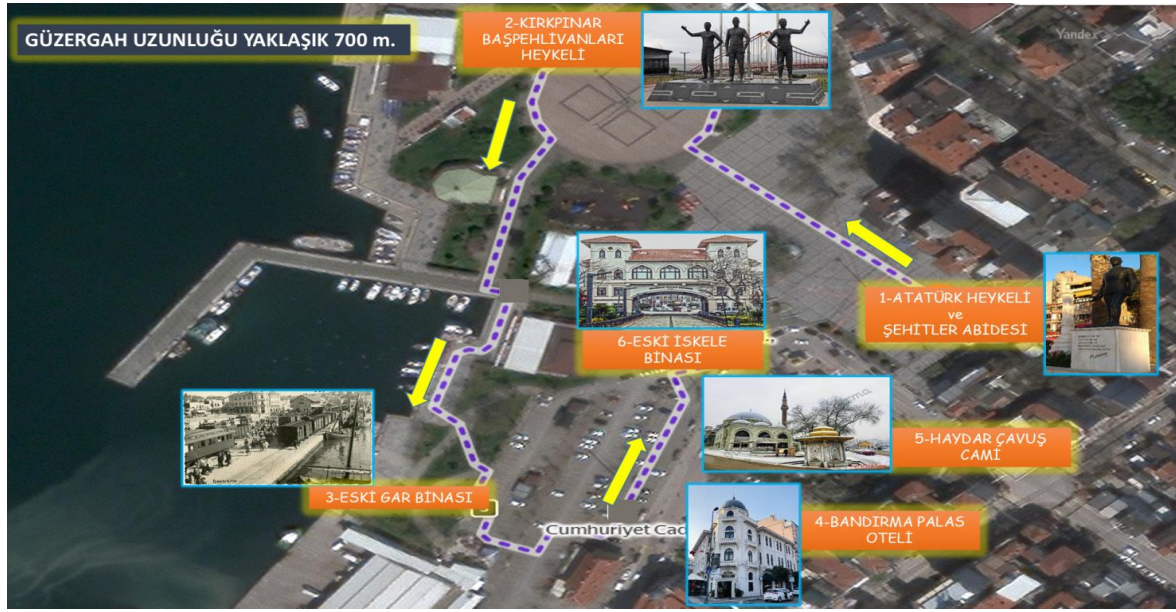 GÜZERGAH UZUNLUĞU YAKLAŞIK 700 m.
2-KIRKPINAR
BAŞPEHLİVANLARI
HEYKELİ
Yandex
1-ATATÜRK HEYKELİ
ve
ŞEHİTLER ABİDESİ
6-ESKİ İSKELE
BİNASI
5-HAYDAR ÇAVUŞ
CAMİ
3-ESKİ GAR BİNASI
Cumhuriyet Cad
4-BANDIRMA PALAS
OTELİ